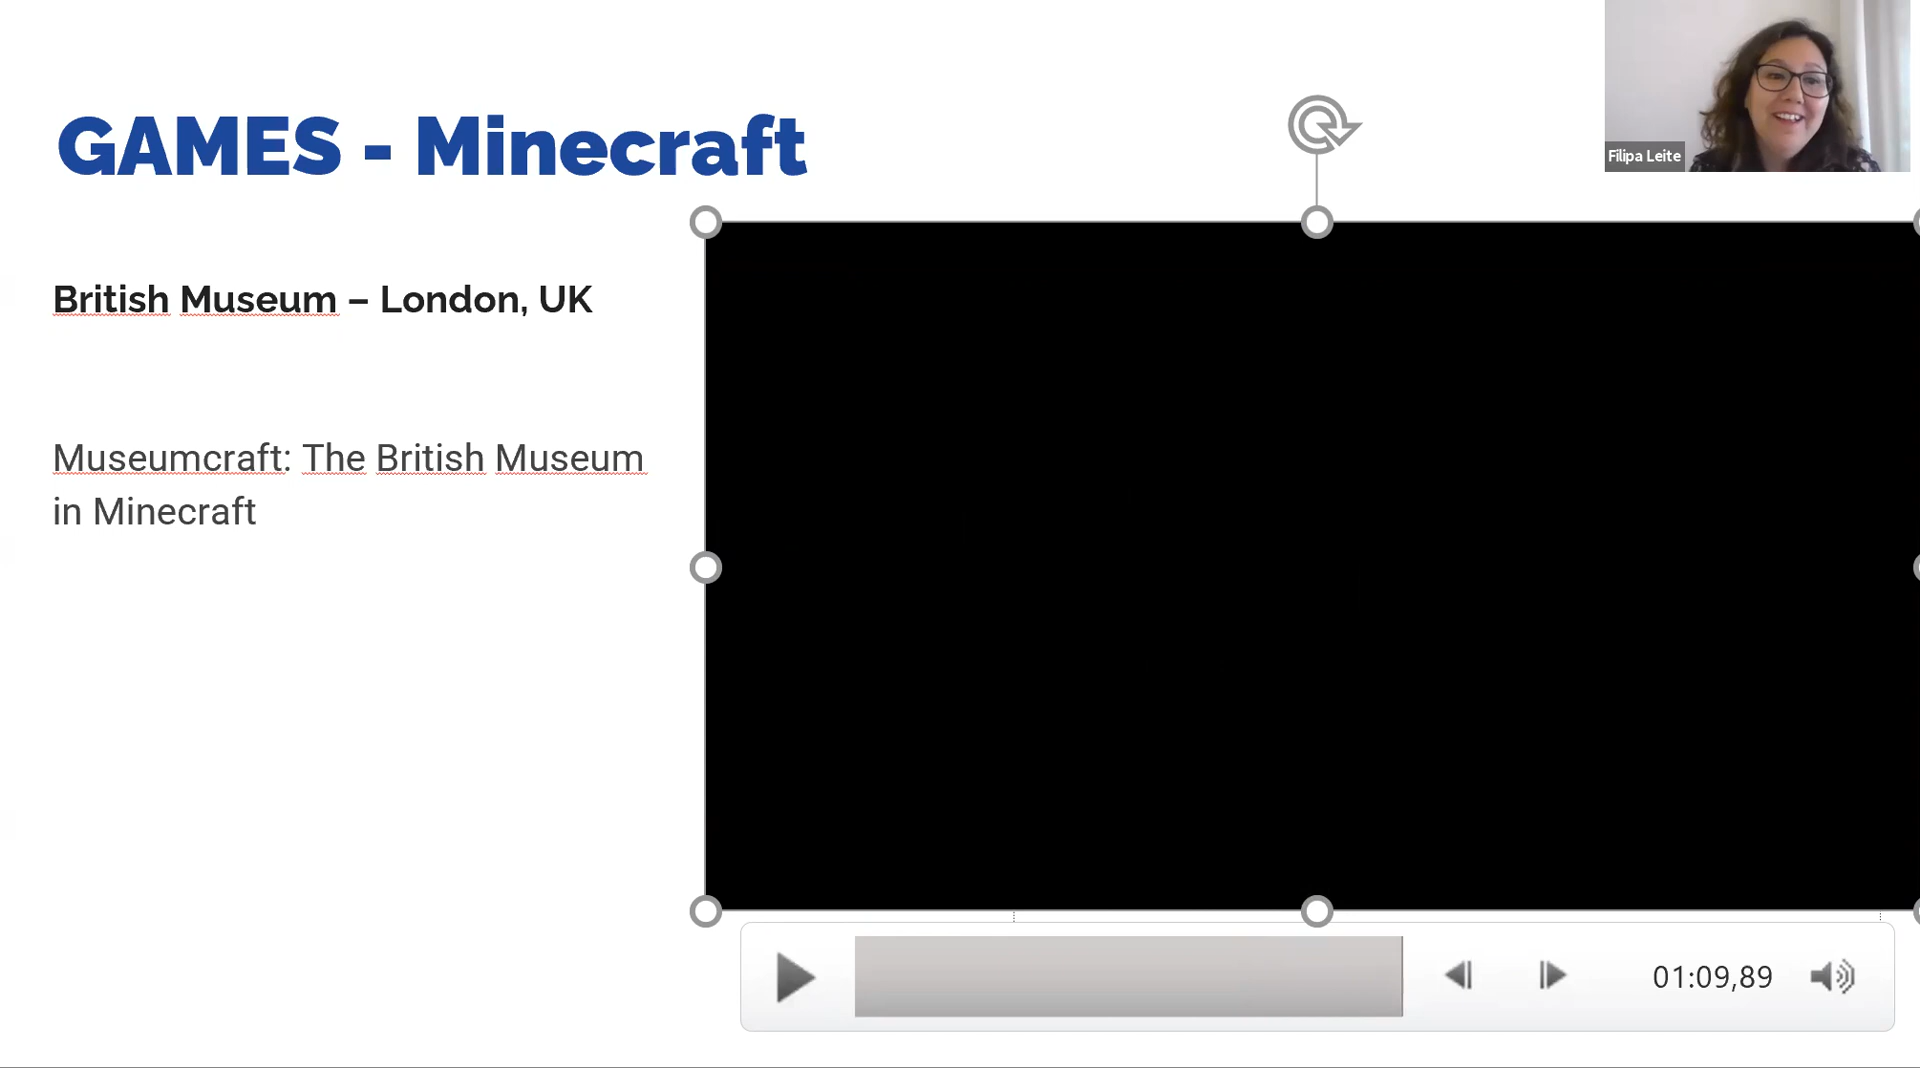 GAMES - Minecraft
Filipa Leite
British Museum – London, UK
Museumcraft: The British Museum
in Minecraft
01:09,89